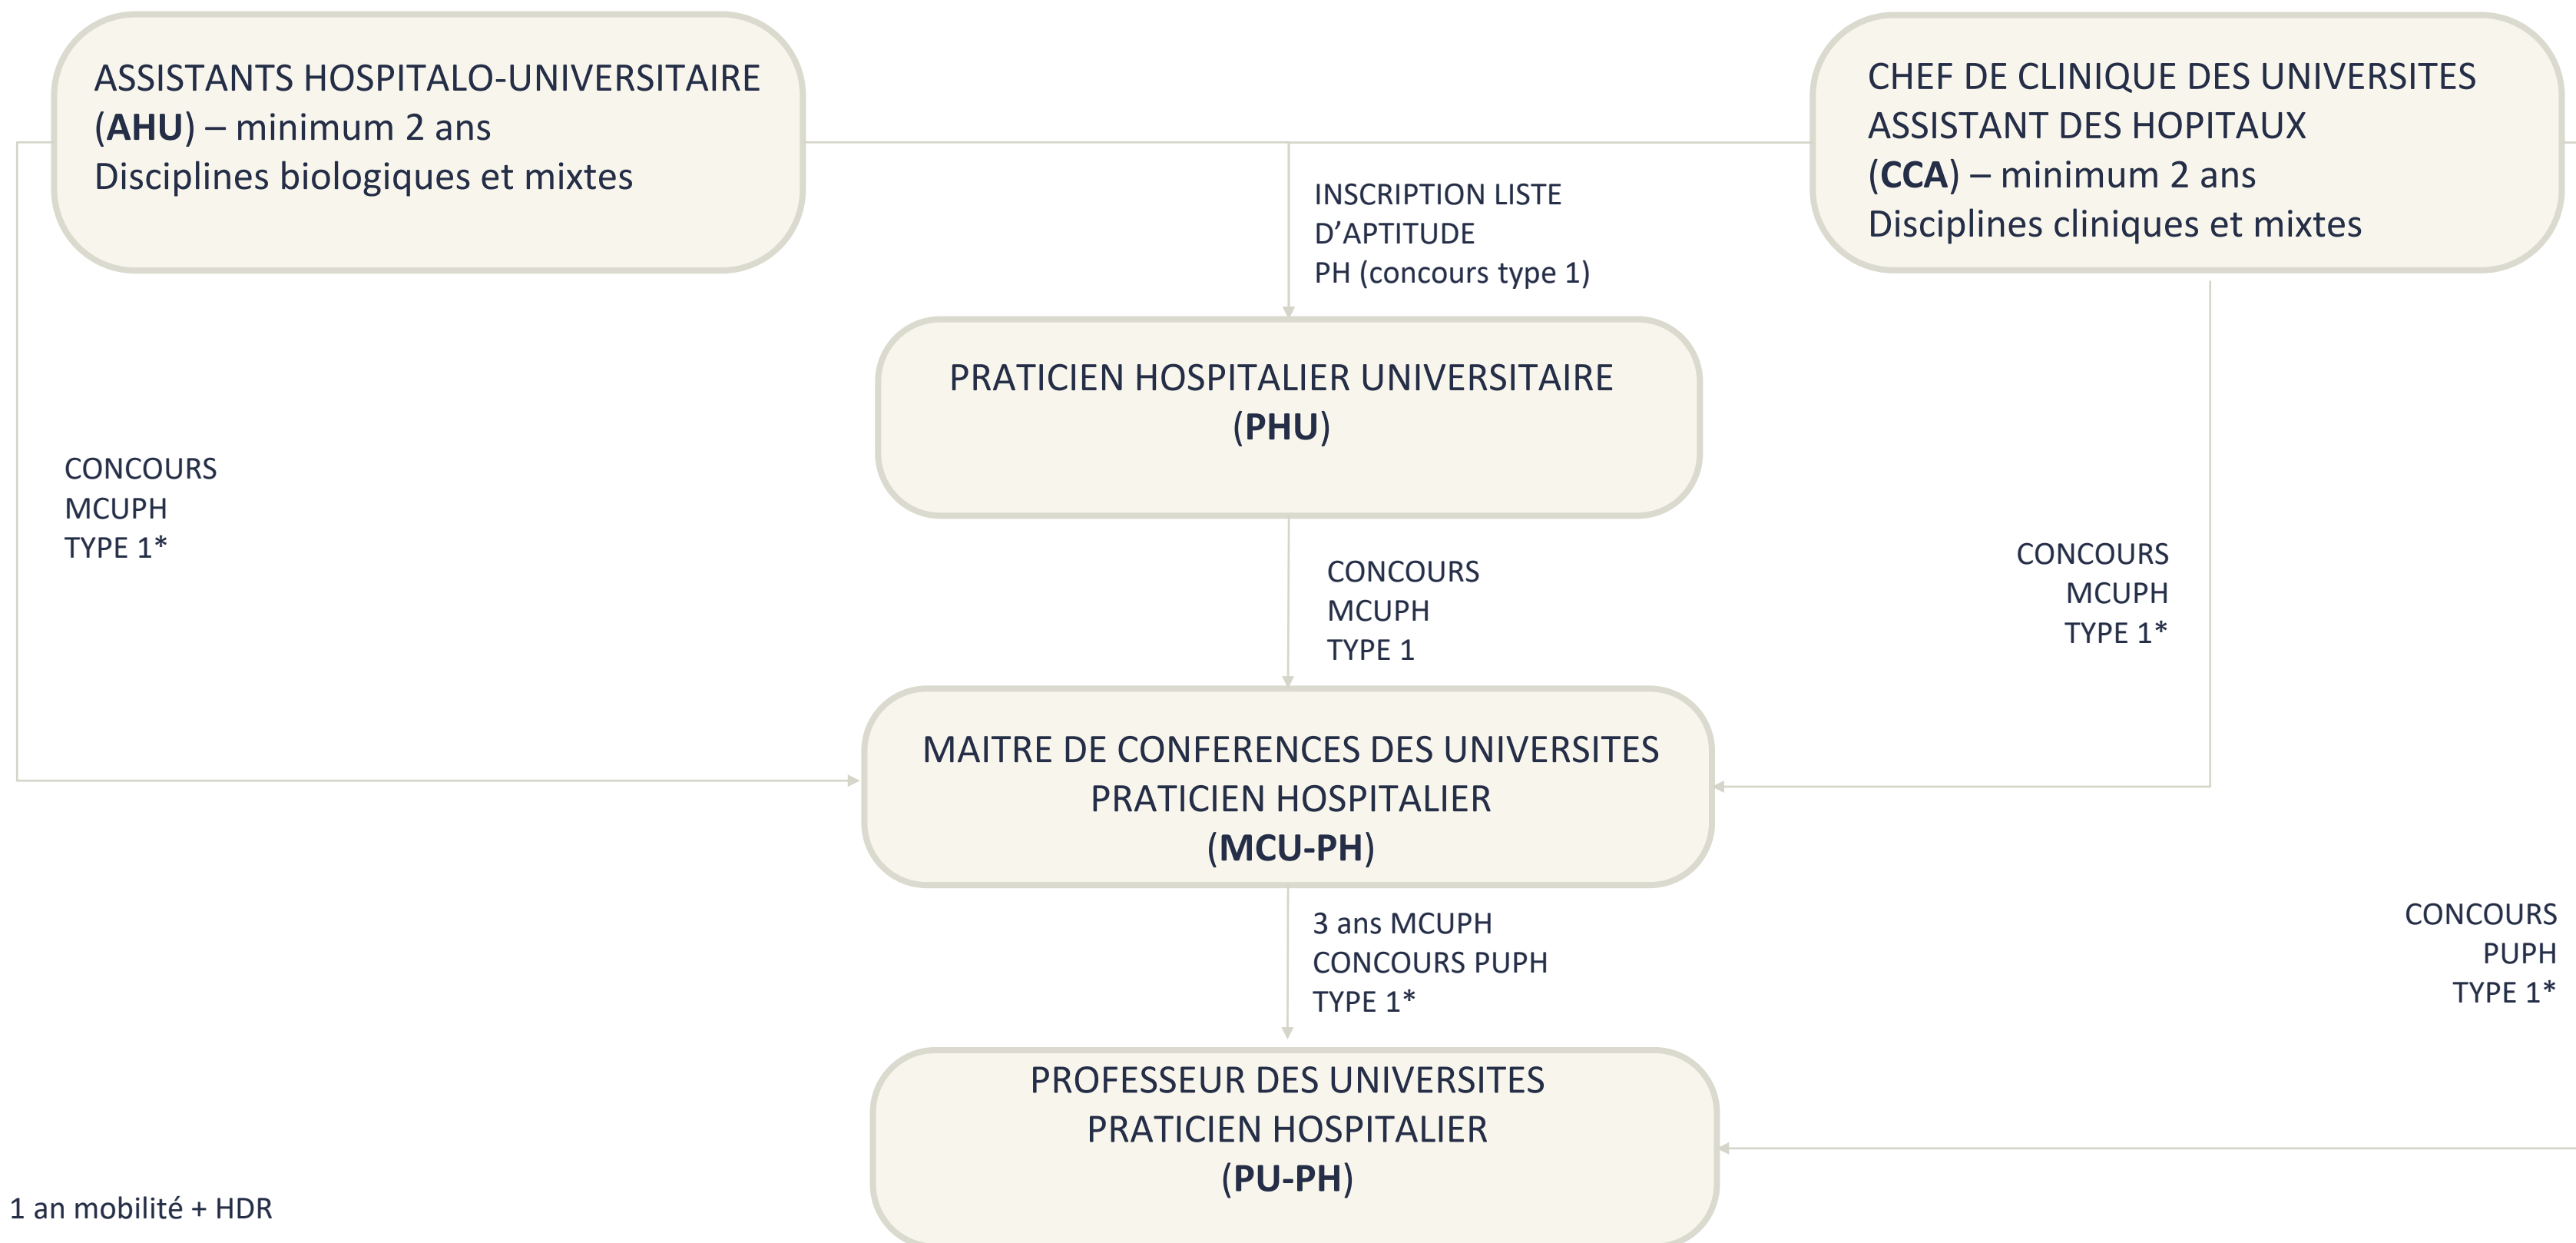 ASSISTANTS HOSPITALO-UNIVERSITAIRE
(AHU) – minimum 2 ans
Disciplines biologiques et mixtes
CHEF DE CLINIQUE DES UNIVERSITES
ASSISTANT DES HOPITAUX
(CCA) – minimum 2 ans
Disciplines cliniques et mixtes
INSCRIPTION LISTE
D’APTITUDE
PH (concours type 1)
PRATICIEN HOSPITALIER UNIVERSITAIRE
(PHU)
CONCOURS
MCUPH
TYPE 1*
CONCOURS
MCUPH
TYPE 1
CONCOURS
MCUPH
TYPE 1*
MAITRE DE CONFERENCES DES UNIVERSITES
PRATICIEN HOSPITALIER
(MCU-PH)
3 ans MCUPH
CONCOURS PUPH
TYPE 1*
CONCOURS
PUPH
TYPE 1*
PROFESSEUR DES UNIVERSITES
PRATICIEN HOSPITALIER
(PU-PH)
1 an mobilité + HDR